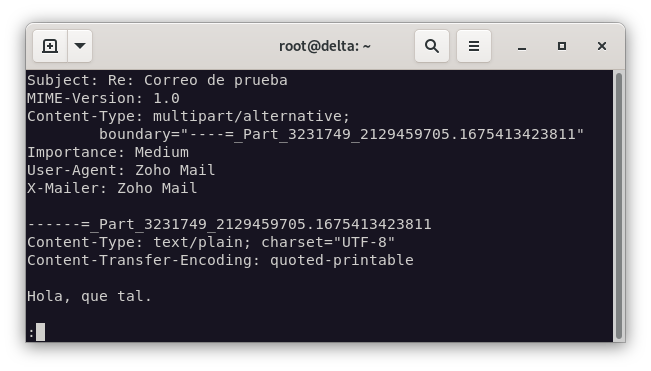 root@delta: ~
Subject: Re: Correo de prueba
MIME-Version: 1.0
Content-Type: multipart/alternative;
        boundary="----=_Part_3231749_2129459705.1675413423811"
Importance: Medium
User-Agent: Zoho Mail
X-Mailer: Zoho Mail

------=_Part_3231749_2129459705.1675413423811
Content-Type: text/plain; charset="UTF-8"
Content-Transfer-Encoding: quoted-printable

Hola, que tal.

: